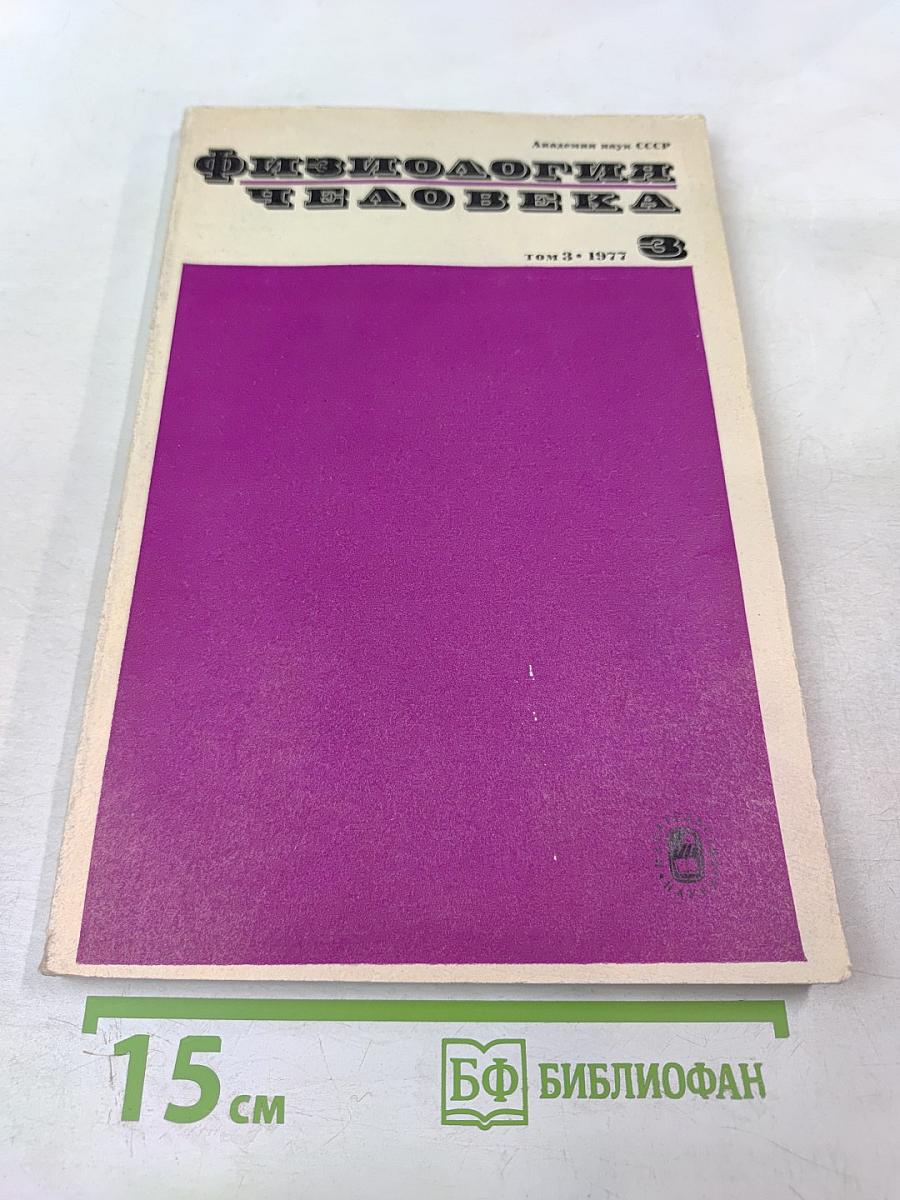 Академия наук СССР
ФИЗИОЛОГИЯ
ЧЕЛОВЕКА
том 3 • 1977 3
15 см
БФ БИБЛИОФАН